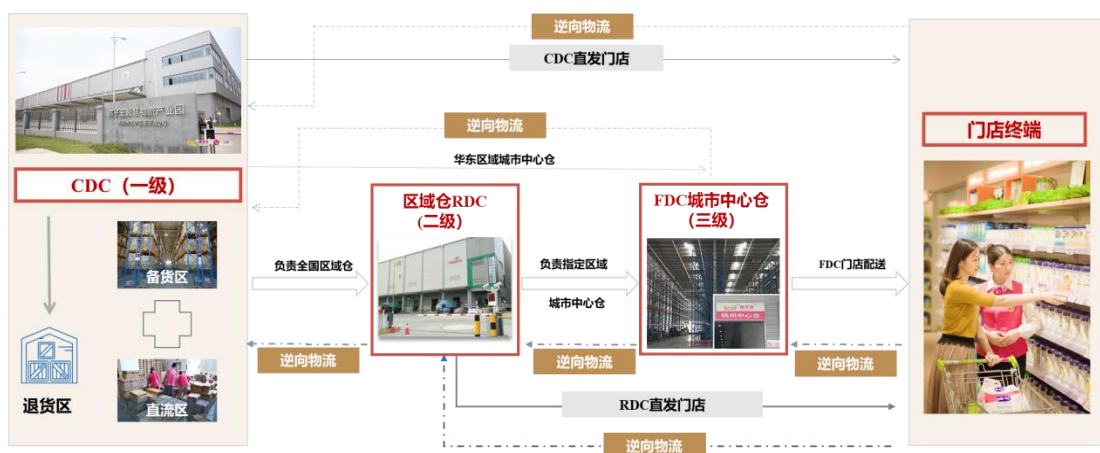 逆向物流
CDC直发门店
逆向物流
华东区域城市中心仓
CDC（一级）
备货区
退货区
直流区
负责全国区域仓
逆向物流
区域仓RDC
（二级）
负责指定区域
城市中心仓
逆向物流
FDC城市中心仓
（三级）
杭州中心仓
FDC门店配送
逆向物流
RDC直发门店
逆向物流
门店终端